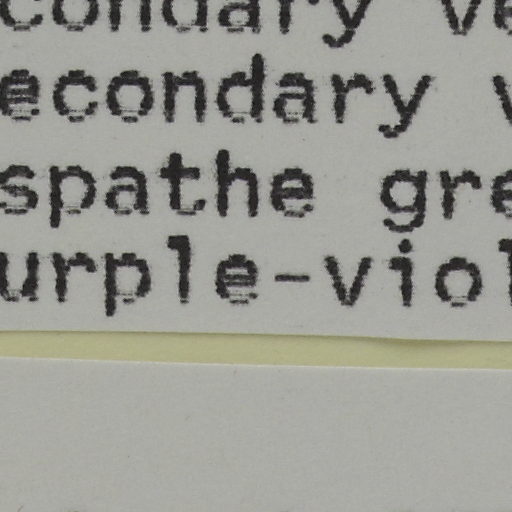 condary ve
econdary v
spathe gre
urple-viol